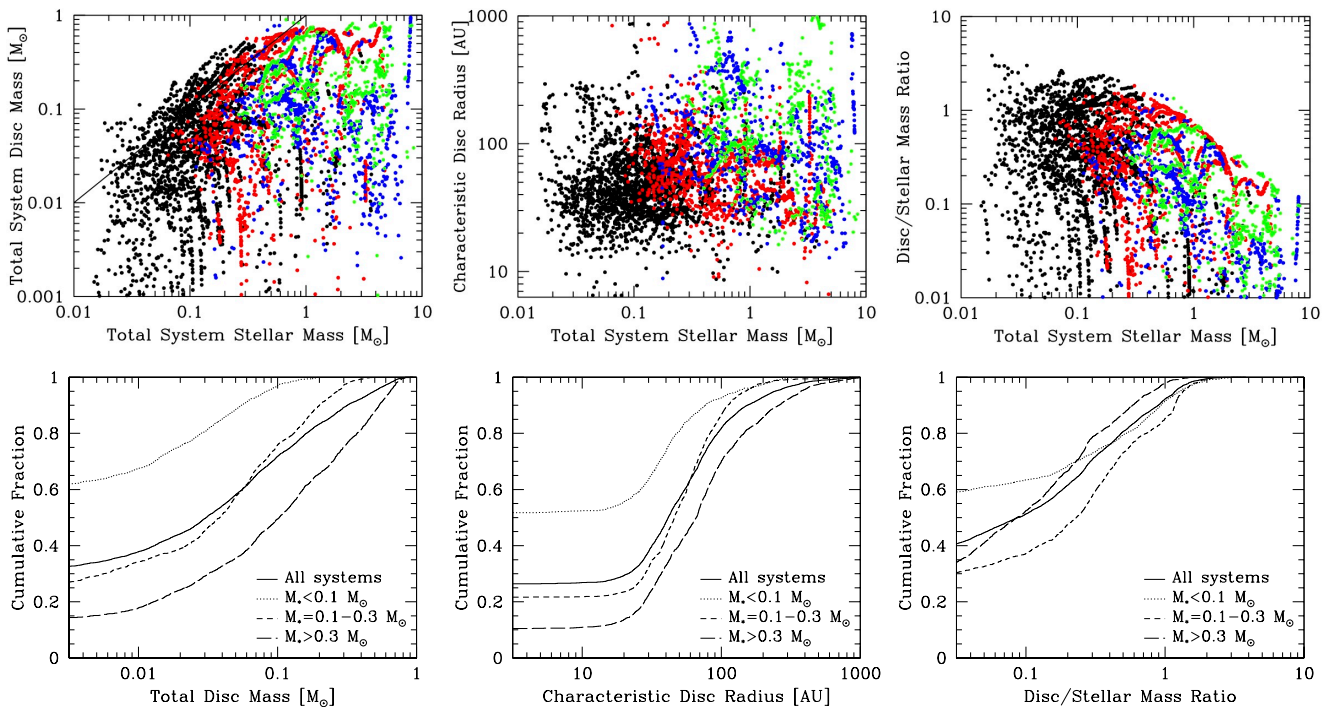 1
0.1
0.01
0.001
0.01
0.1
1
10
Total System Disc Mass [M⊙]
Total System Stellar Mass [M⊙]
1000
100
10
0.1
1
10
Characteristic Disc Radius [AU]
Total System Stellar Mass [M⊙]
10
1
0.1
0.01
0.01
0.1
1
10
Disc/Stellar Mass Ratio
Total System Stellar Mass [M⊙]
1
0.8
0.6
0.4
0.2
0
0.01
0.1
1
Cumulative Fraction
All systems
M*<0.1 M⊙
M*=0.1−0.3 M⊙
M*>0.3 M⊙
Total Disc Mass [M⊙]
1
0.8
0.6
0.4
0.2
0
10
100
1000
Cumulative Fraction
All systems
M*<0.1 M⊙
M*=0.1−0.3 M⊙
M*>0.3 M⊙
Characteristic Disc Radius [AU]
1
0.8
0.6
0.4
0.2
0
0.1
1
10
Cumulative Fraction
All systems
M*<0.1 M⊙
M*=0.1−0.3 M⊙
M*>0.3 M⊙
Disc/Stellar Mass Ratio